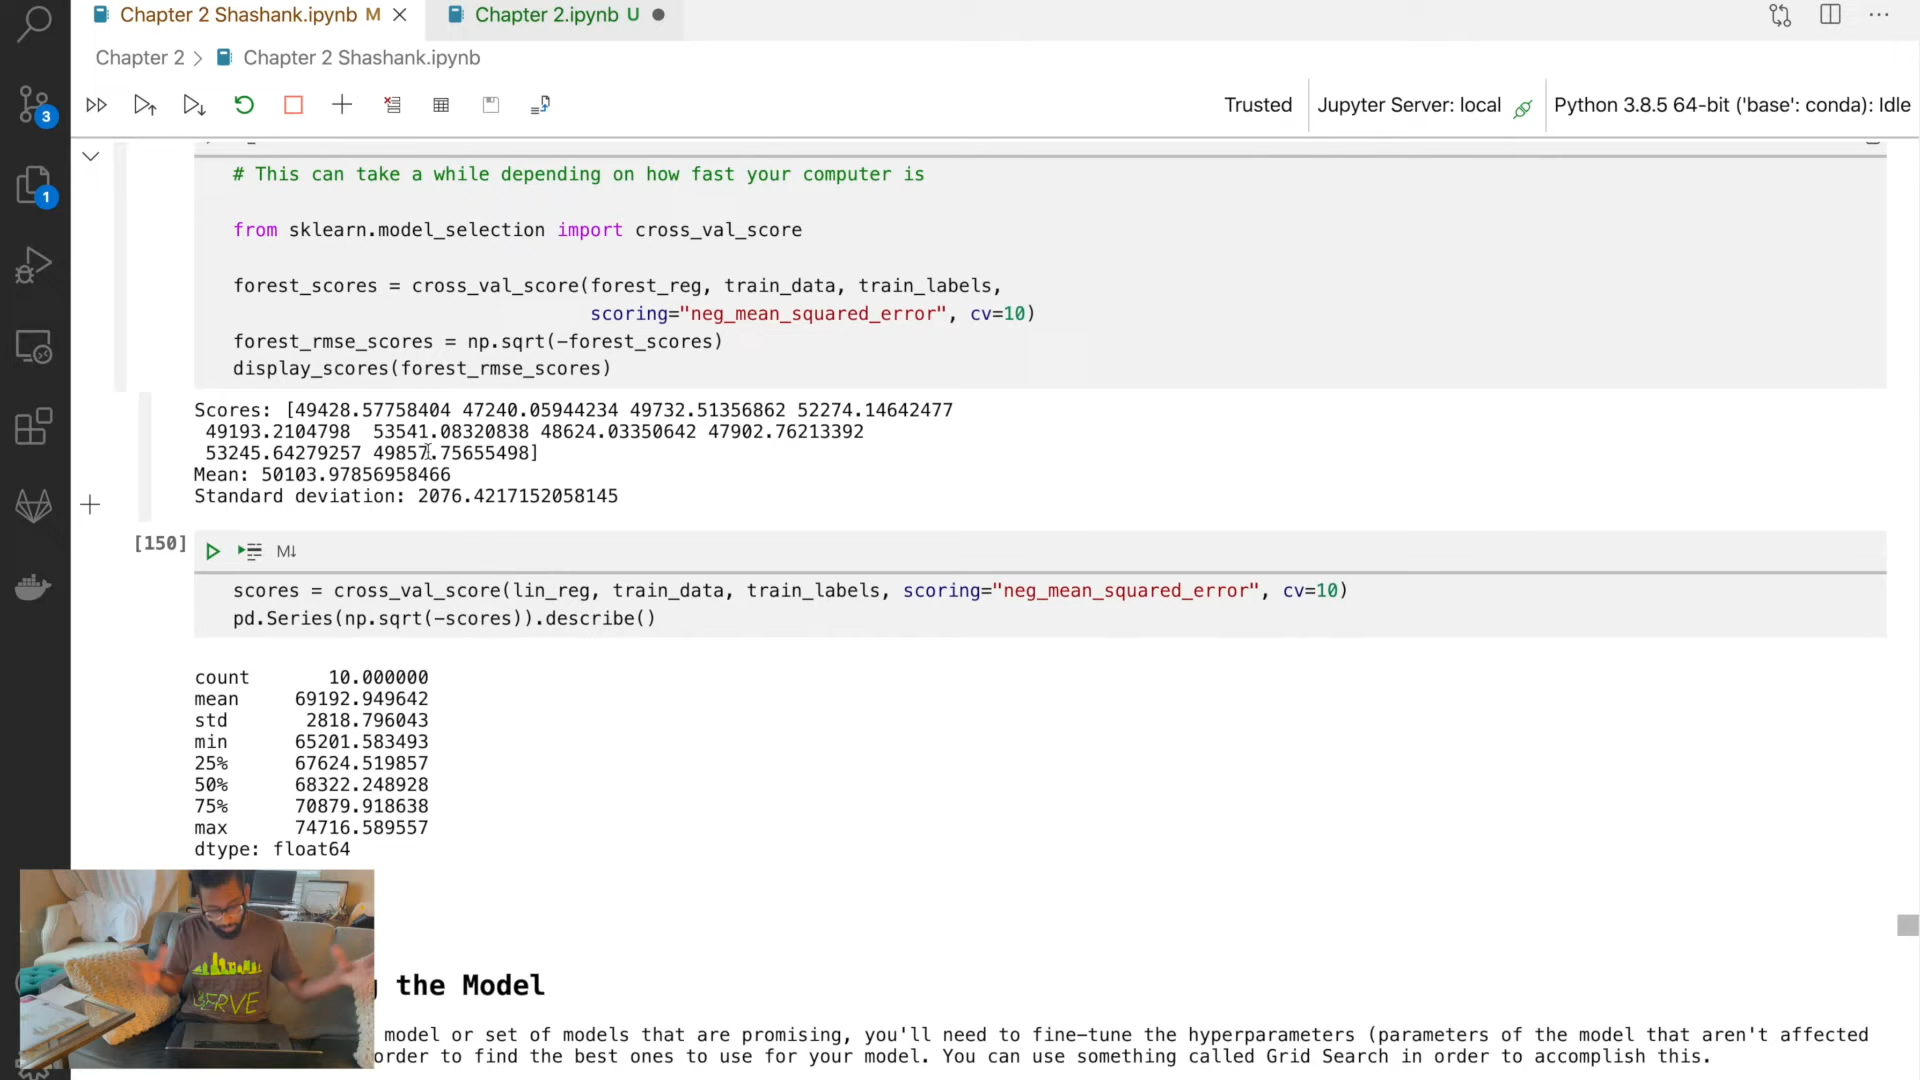 Chapter 2 Shashank.ipynb M
Chapter 2.ipynb U
Chapter 2 > Chapter 2 Shashank.ipynb
3
1
Trusted
Jupyter Server: local
Python 3.8.5 64-bit ('base': conda): Idle
# This can take a while depending on how fast your computer is
from sklearn.model_selection import cross_val_score
forest_scores = cross_val_score(forest_reg, train_data, train_labels,
scoring="neg_mean_squared_error", cv=10)
forest_rmse_scores = np.sqrt(-forest_scores)
display_scores(forest_rmse_scores)
Scores: [49428.57758404 47240.05944234 49732.51356862 52274.14642477
49193.2104798 53541.08320838 48624.03350642 47902.76213392
53245.64279257 49857.75655498]
Mean: 50103.97856958466
Standard deviation: 2076.4217152058145
[150]
M↓
scores = cross_val_score(lin_reg, train_data, train_labels, scoring="neg_mean_squared_error", cv=10)
pd.Series(np.sqrt(-scores)).describe()
count 10.000000
mean 69192.949642
std 2818.796043
min 65201.583493
25% 67624.519857
50% 68322.248928
75% 70879.918638
max 74716.589557
dtype: float64
SERVE
the Model
model or set of models that are promising, you'll need to fine-tune the hyperparameters (parameters of the model that aren't affected
order to find the best ones to use for your model. You can use something called Grid Search in order to accomplish this.